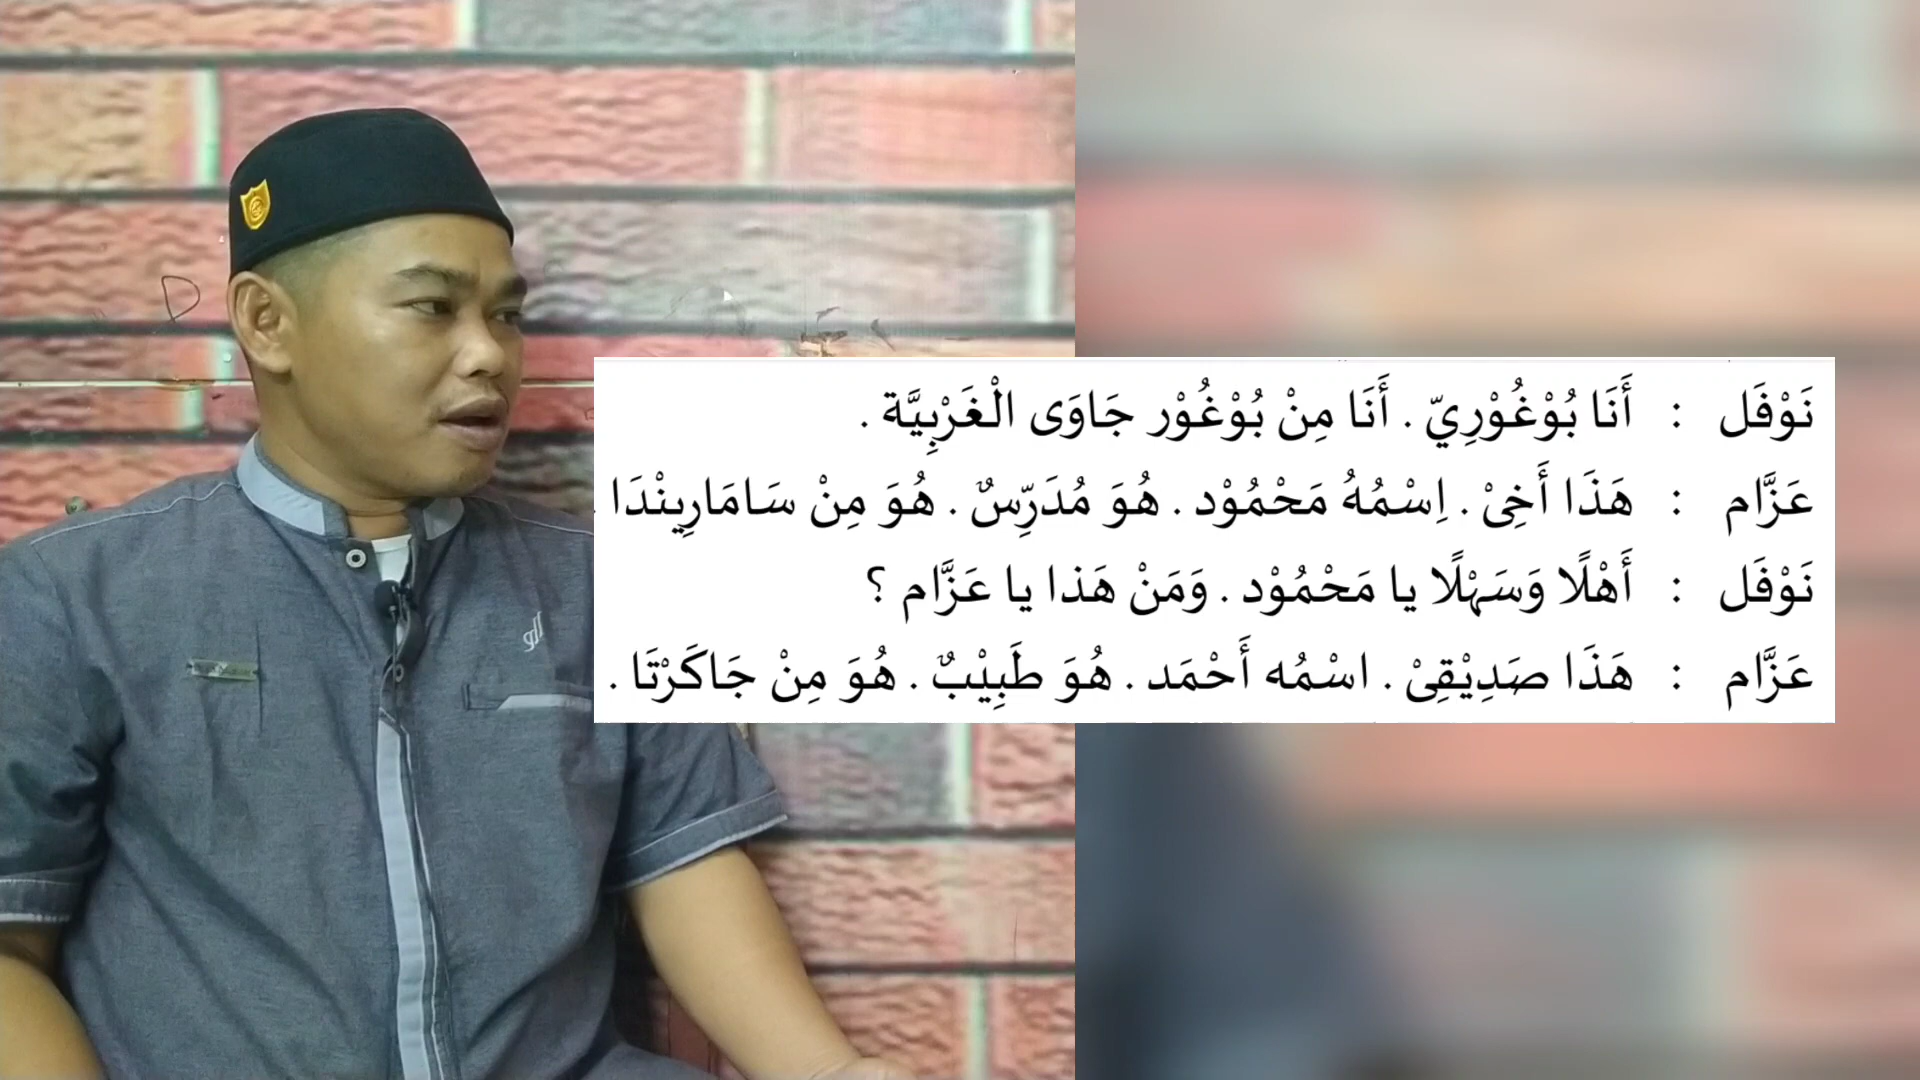 نَوْفَل : أَنَا بُوْغُوْرِيّ . أَنَا مِنْ بُوْغُوْر جَاوَى الْغَرْبِيَّة .
عَزَّام : هَذَا أَخِىْ . اِسْمُهُ مَحْمُوْد . هُوَ مُدَرِّسٌ . هُوَ مِنْ سَامَارِيِنْدَا .
نَوْفَل : أَهْلًا وَسَهْلًا يا مَحْمُوْد . وَمَنْ هَذا يا عَزَّام ؟
عَزَّام : هَذَا صَدِيْقِىْ . اسْمُه أَحْمَد . هُوَ طَبِيْبٌ . هُوَ مِنْ جَاكَرْتَا .
D